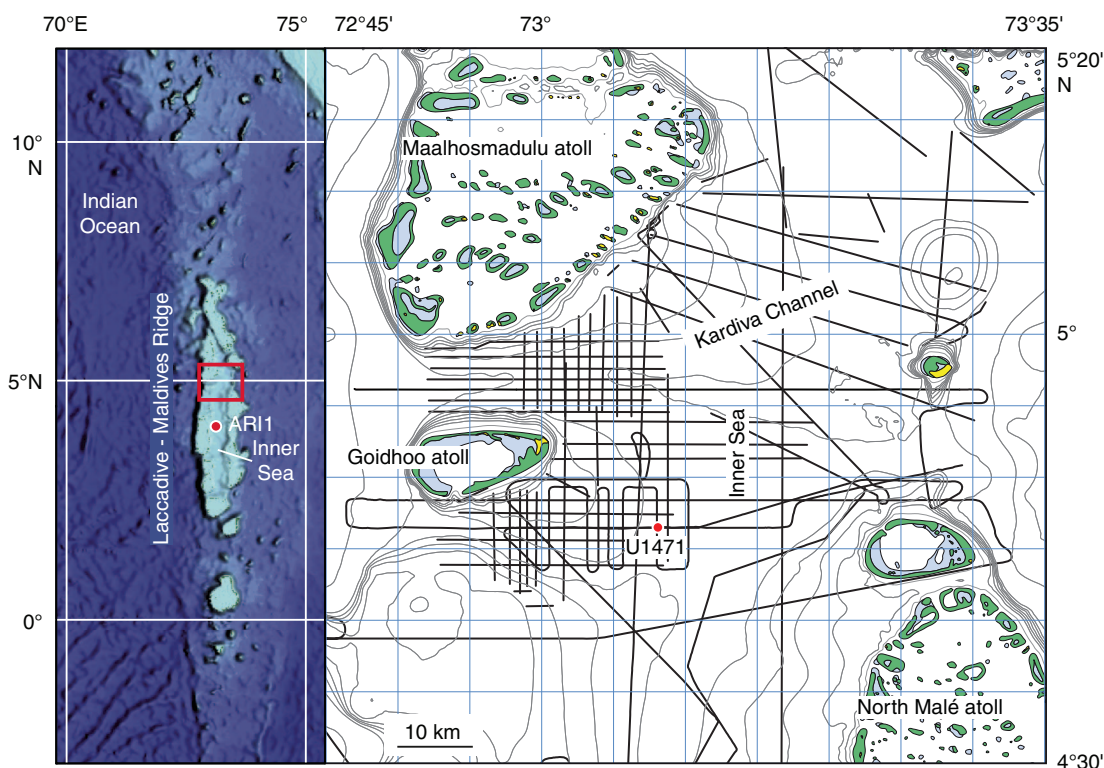 70°E
75°
72°45'
73°
73°35'
5°20'
N
10°
N
Indian
Ocean
Laccadive - Maldives Ridge
5°N
ARI1
Inner
Sea
0°
Maalhosmadulu atoll
Kardiva Channel
5°
Goidhoo atoll
Inner Sea
U1471
North Malé atoll
10 km
4°30'